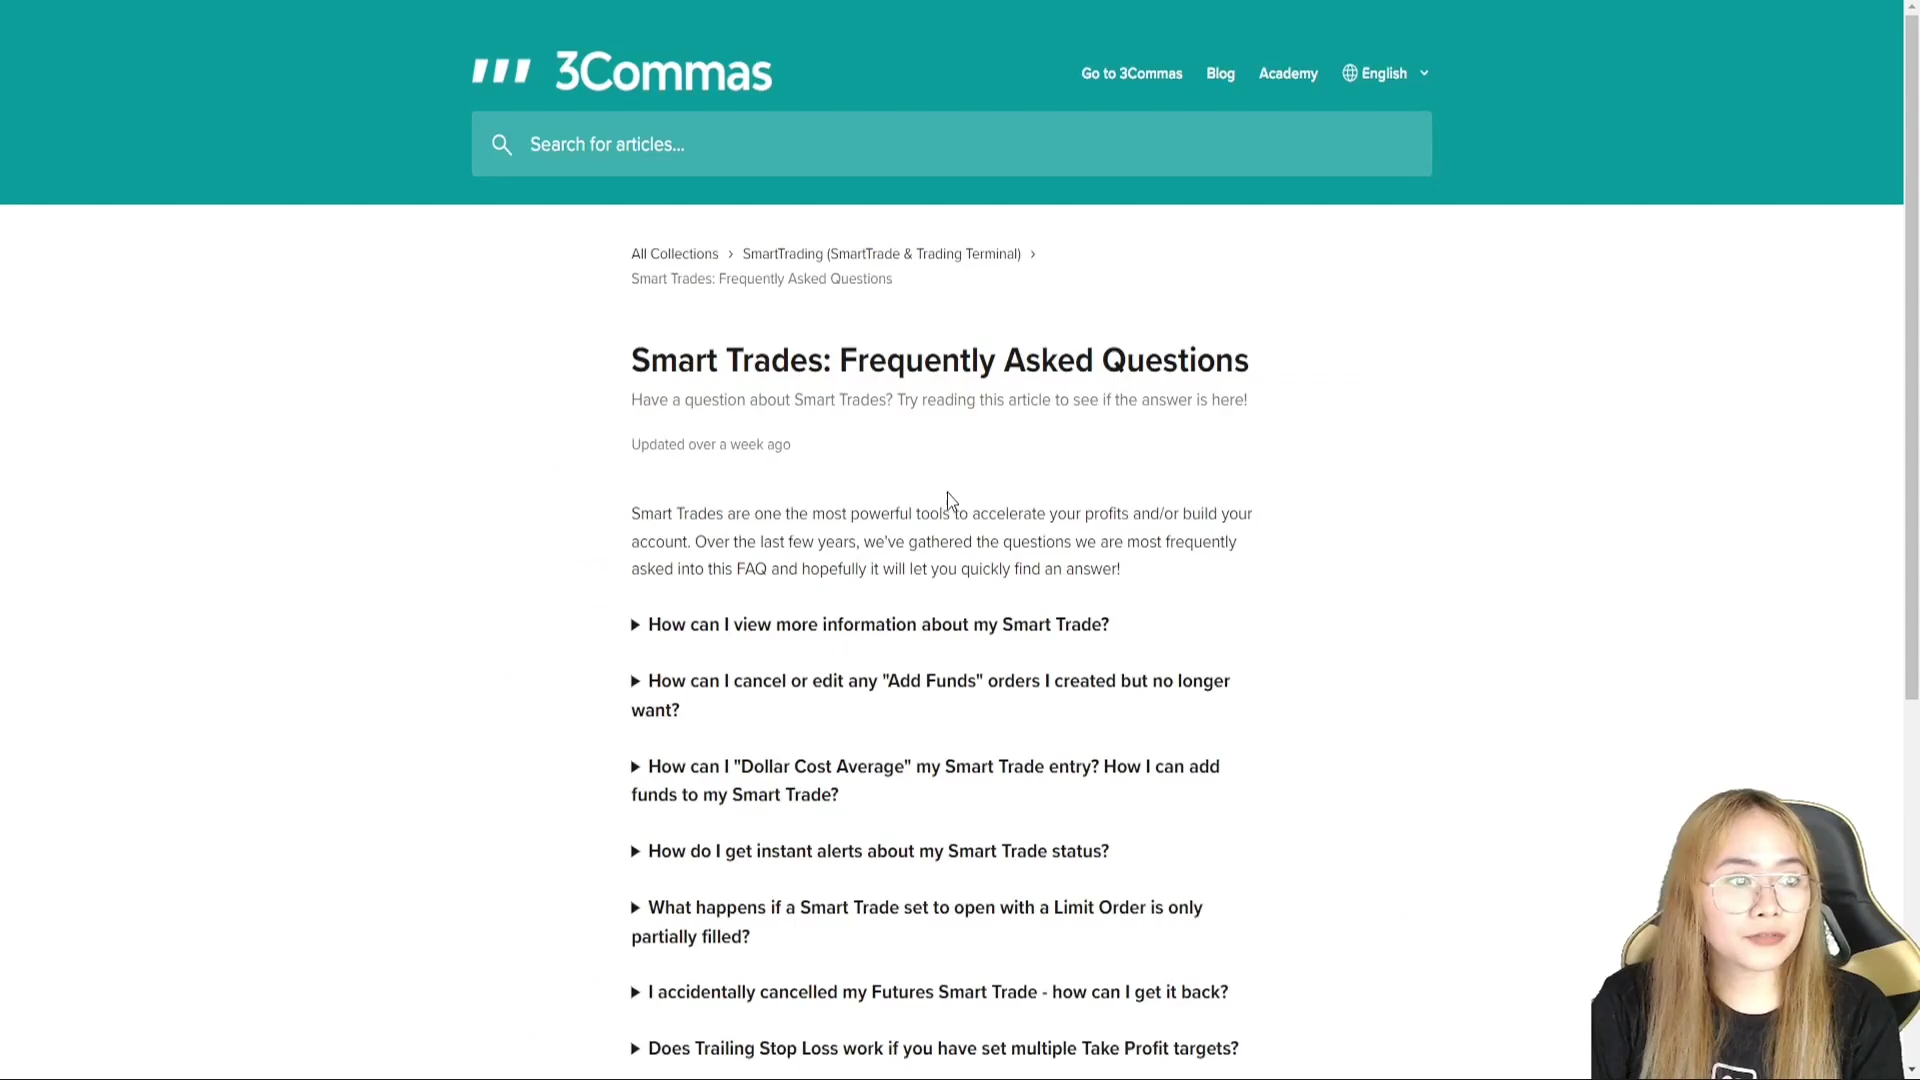 3Commas
Go to 3Commas
Blog
Academy
English
Search for articles...
All Collections
SmartTrading (SmartTrade & Trading Terminal)
Smart Trades: Frequently Asked Questions
Smart Trades: Frequently Asked Questions
Have a question about Smart Trades? Try reading this article to see if the answer is here!
Updated over a week ago
Smart Trades are one the most powerful tools to accelerate your profits and/or build your
account. Over the last few years, we've gathered the questions we are most frequently
asked into this FAQ and hopefully it will let you quickly find an answer!
How can I view more information about my Smart Trade?
How can I cancel or edit any "Add Funds" orders I created but no longer
want?
How can I "Dollar Cost Average" my Smart Trade entry? How I can add
funds to my Smart Trade?
How do I get instant alerts about my Smart Trade status?
What happens if a Smart Trade set to open with a Limit Order is only
partially filled?
I accidentally cancelled my Futures Smart Trade - how can I get it back?
Does Trailing Stop Loss work if you have set multiple Take Profit targets?